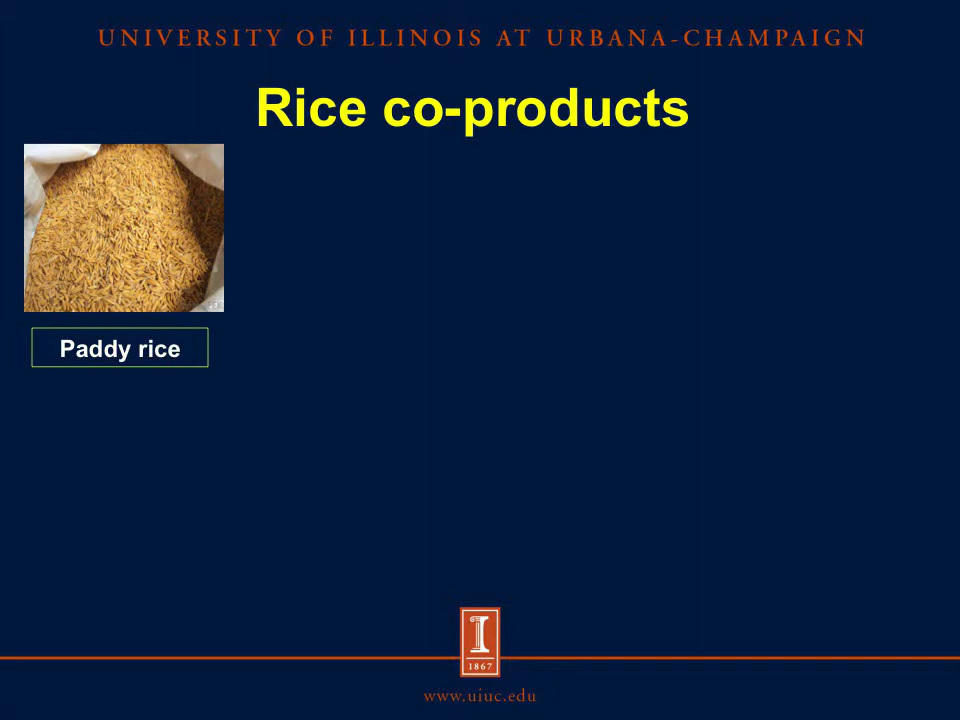 UNIVERSITY OF ILLINOIS AT URBANA-CHAMPAIGN
Rice co-products
Paddy rice
I
1867
www.uiuc.edu